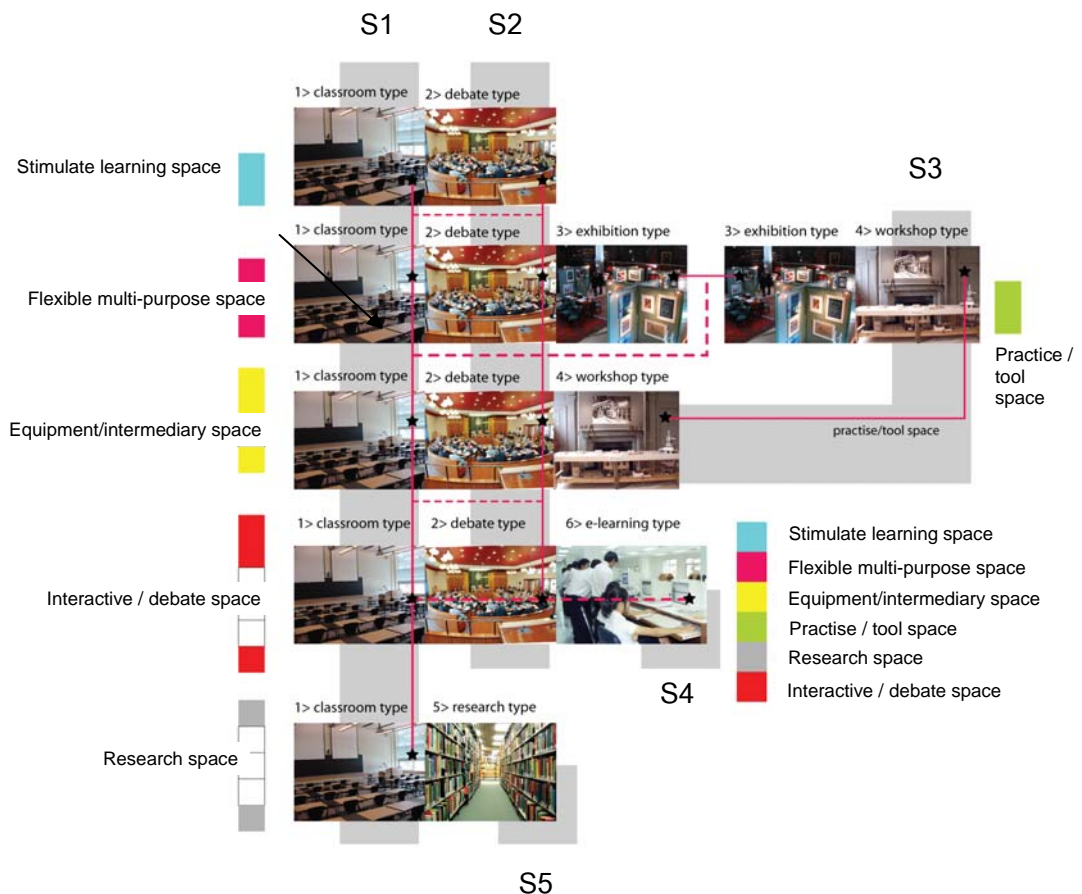 S1
S2
1> classroom type
2> debate type
Stimulate learning space
S3
1> classroom type
2> debate type
3> exhibition type
3> exhibition type
4> workshop type
Flexible multi-purpose space
Practice /
tool
space
1> classroom type
2> debate type
4> workshop type
Equipment/intermediary space
practise/tool space
1> classroom type
2> debate type
6> e-learning type
Interactive / debate space
Stimulate learning space
Flexible multi-purpose space
Equipment/intermediary space
Practise / tool space
Research space
Interactive / debate space
S4
1> classroom type
5> research type
Research space
S5